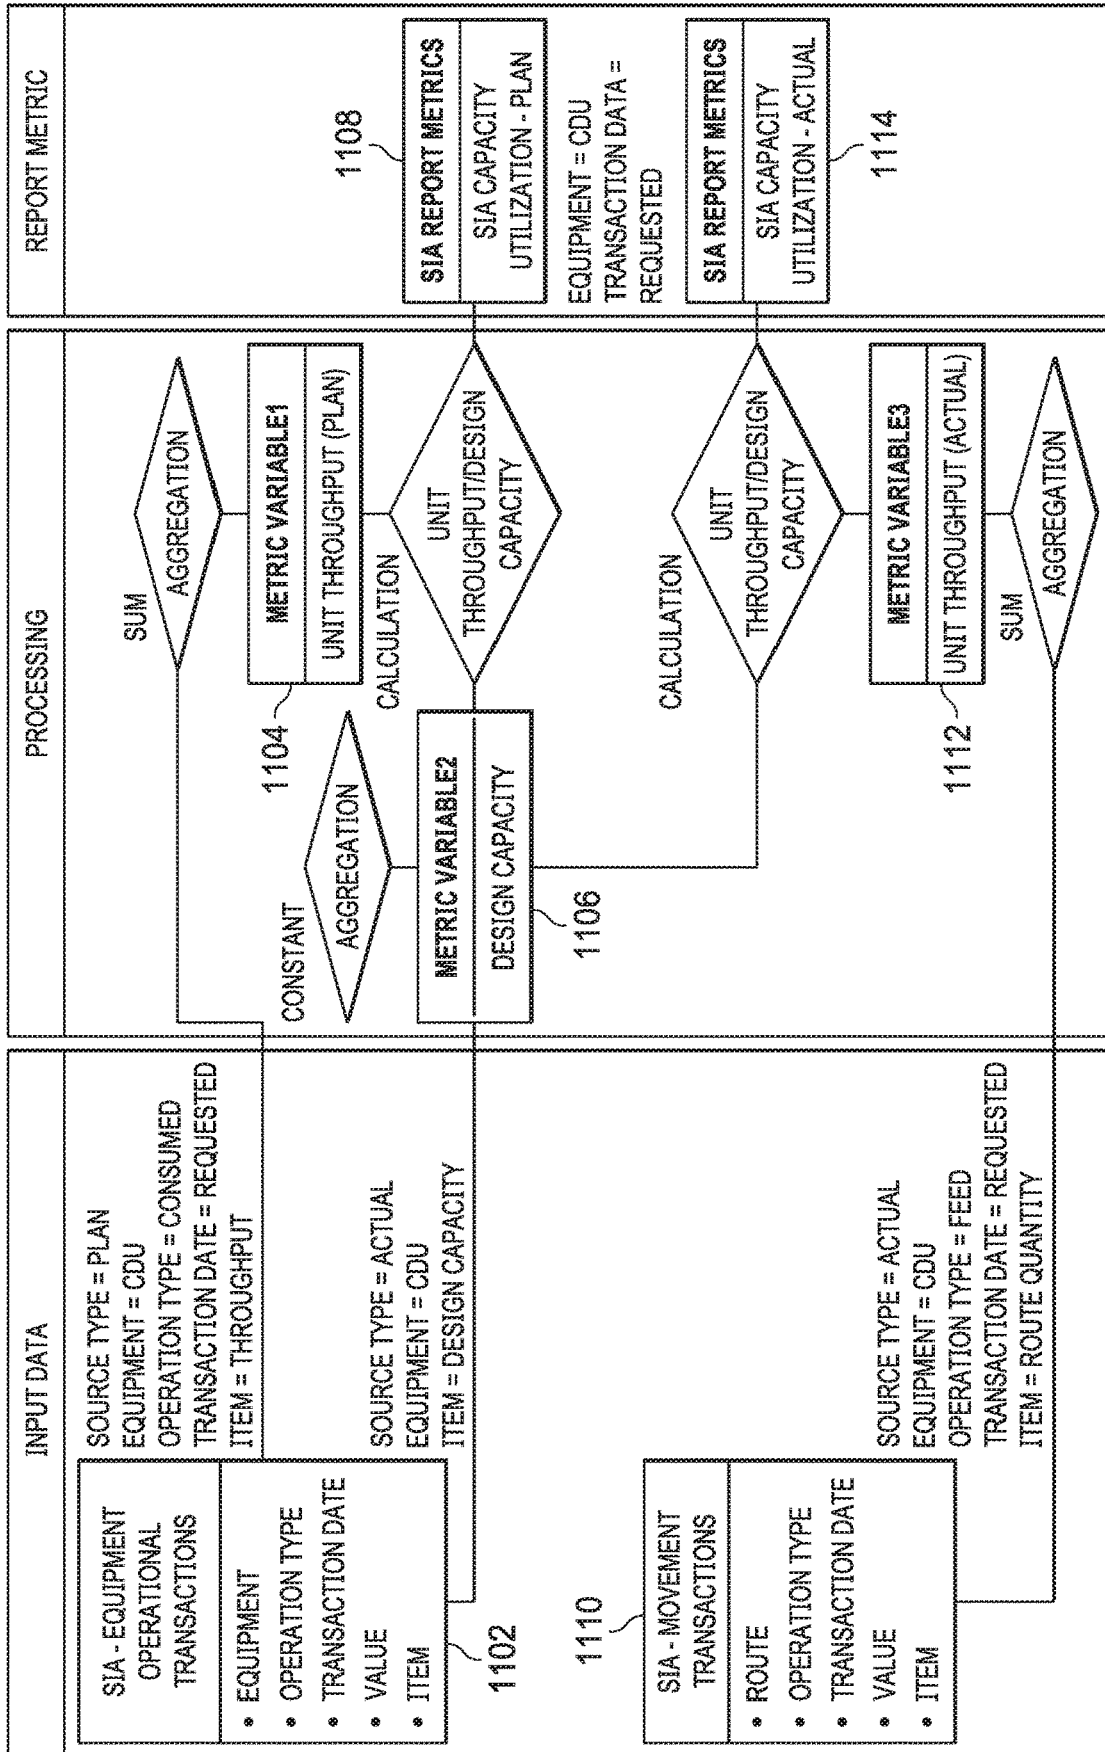 INPUT DATA
SIA - EQUIPMENT
OPERATIONAL
TRANSACTIONS
• EQUIPMENT
• OPERATION TYPE
• TRANSACTION DATE
• VALUE
• ITEM
1102
SOURCE TYPE = PLAN
EQUIPMENT = CDU
OPERATION TYPE = CONSUMED
TRANSACTION DATE = REQUESTED
ITEM = THROUGHPUT
SOURCE TYPE = ACTUAL
EQUIPMENT = CDU
ITEM = DESIGN CAPACITY
1110
SIA - MOVEMENT
TRANSACTIONS
• ROUTE
• OPERATION TYPE
• TRANSACTION DATE
• VALUE
• ITEM
SOURCE TYPE = ACTUAL
EQUIPMENT = CDU
OPERATION TYPE = FEED
TRANSACTION DATE = REQUESTED
ITEM = ROUTE QUANTITY
PROCESSING
SUM
AGGREGATION
1104
METRIC VARIABLE1
UNIT THROUGHPUT (PLAN)
CONSTANT
AGGREGATION
CALCULATION
METRIC VARIABLE2
DESIGN CAPACITY
1106
UNIT
THROUGHPUT/DESIGN
CAPACITY
CALCULATION
UNIT
THROUGHPUT/DESIGN
CAPACITY
METRIC VARIABLE3
UNIT THROUGHPUT (ACTUAL)
1112
SUM
AGGREGATION
REPORT METRIC
1108
SIA REPORT METRICS
SIA CAPACITY
UTILIZATION - PLAN
EQUIPMENT = CDU
TRANSACTION DATA =
REQUESTED
SIA REPORT METRICS
SIA CAPACITY
UTILIZATION - ACTUAL
1114